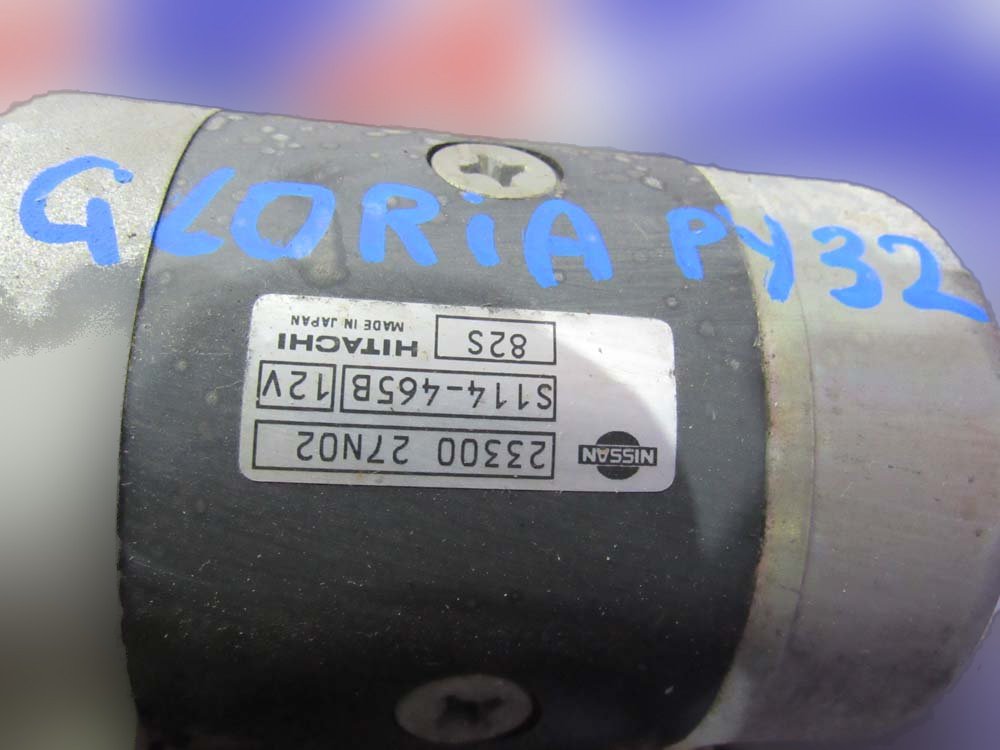 GLORiA PY32
NISSAN
23300 27N02
S114-465B 12V
82S HITACHI
MADE IN JAPAN